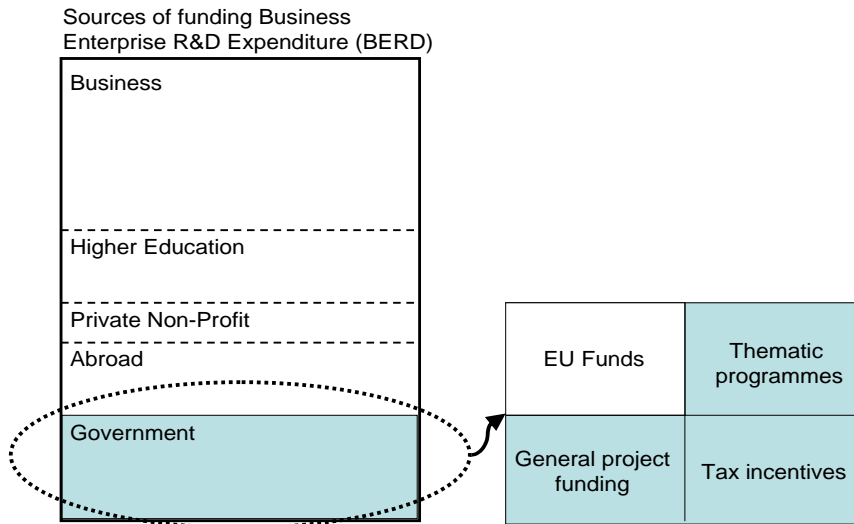 Sources of funding Business
Enterprise R&D Expenditure (BERD)
Business
Higher Education
Private Non-Profit
Abroad
Government
EU Funds
Thematic
programmes
General project
funding
Tax incentives